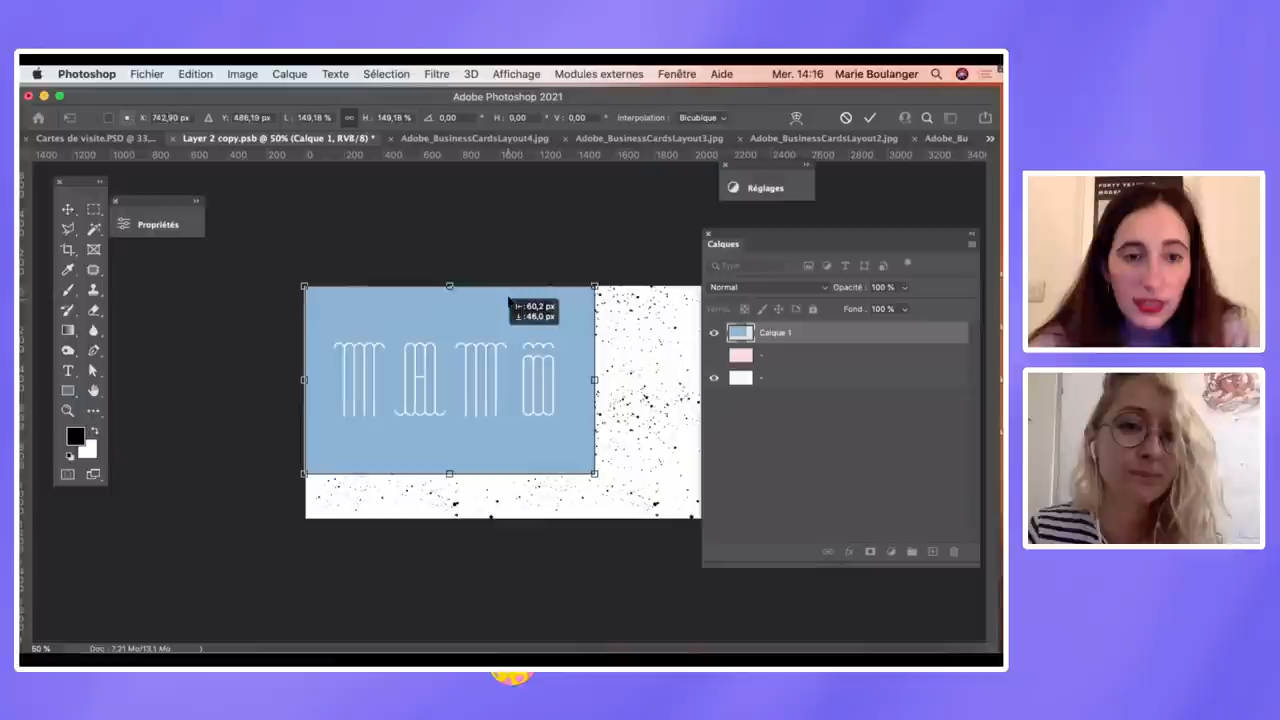 Photoshop Fichier Edition Image Calque Texte Sélection Filtre 3D Affichage Modules externes Fenêtre Aide Mer. 14:16 Marie Boulanger
Adobe Photoshop 2021
X: 742,90 px Y: 486,19 px L: 149,18 % H: 149,18 % 0,00 ° H: 0,00 ° V: 0,00 ° Interpolation : Bicubique
Cartes de visite.PSD @ 33,... Layer 2 copy.psb @ 50% (Calque 1, RVB/8) * Adobe_BusinessCardsLayout4.jpg Adobe_BusinessCardsLayout3.jpg Adobe_BusinessCardsLayout2.jpg Adobe_Bu
1400 1200 1000 800 600 400 200 0 200 400 600 800 1000 1200 1400 1600 1800 2000 2200 2400 2600 2800 3000 3200 340
Réglages
Propriétés
Calques
Type
Normal Opacité : 100 %
Fond : 100 %
60,2 px
46,0 px
Calque 1
50 % Doc : 7,21 Mo/13,1 Mo
FORTY YEA
MODER